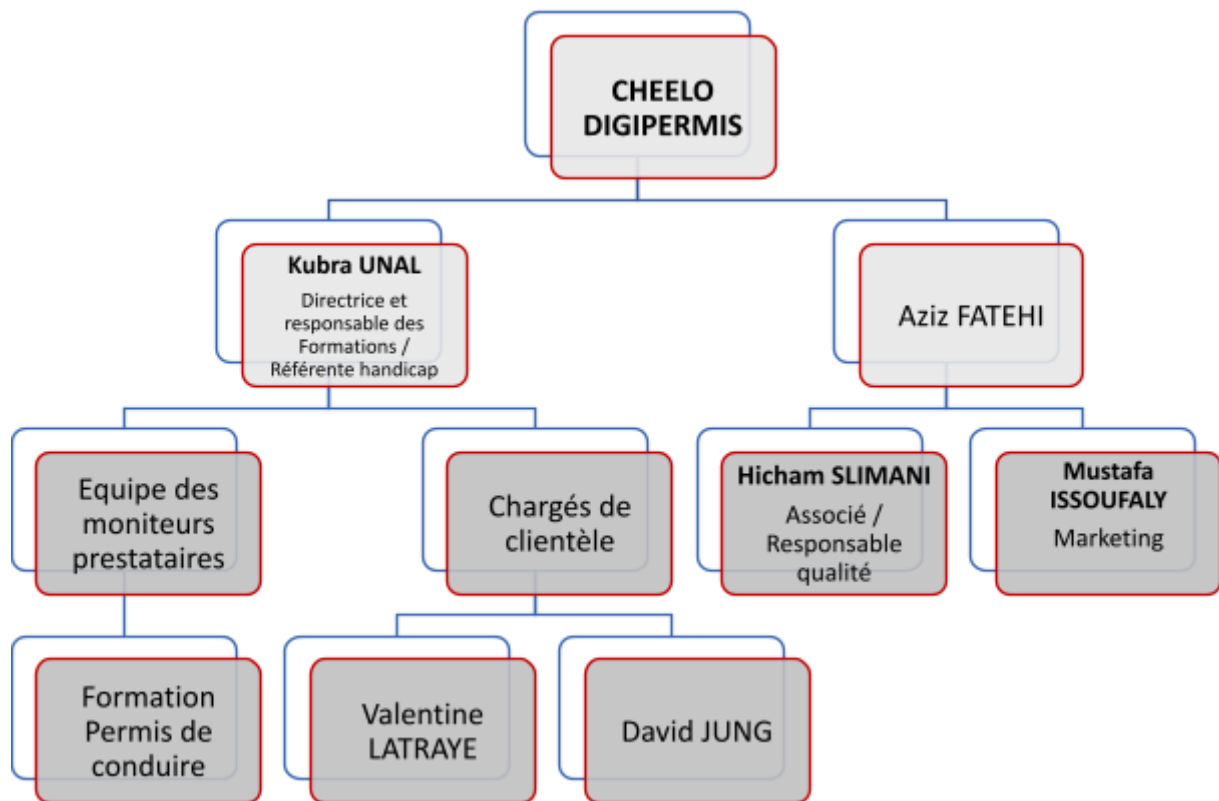 CHEELO
DIGIPERMIS
Kubra UNAL
Directrice et
responsable des
Formations /
Référente handicap
Aziz FATEHI
Equipe des
moniteurs
prestataires
Chargés de
clientèle
Hicham SLIMANI
Associé /
Responsable
qualité
Mustafa
ISSOUFALY
Marketing
Formation
Permis de
conduire
Valentine
LATRAYE
David JUNG